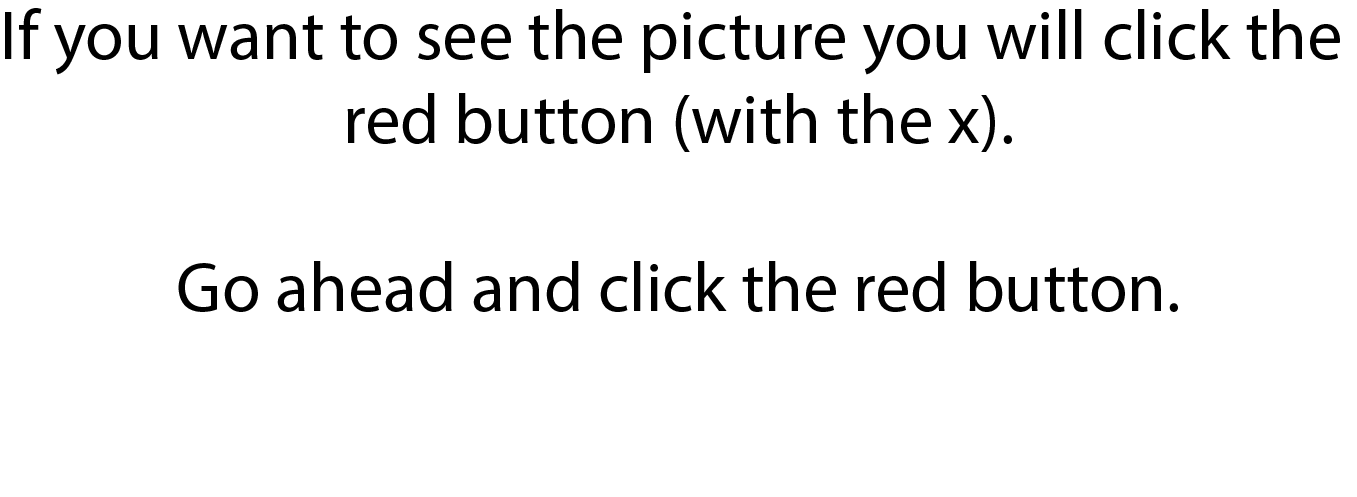 If you want to see the picture you will click the
red button (with the x).
Go ahead and click the red button.